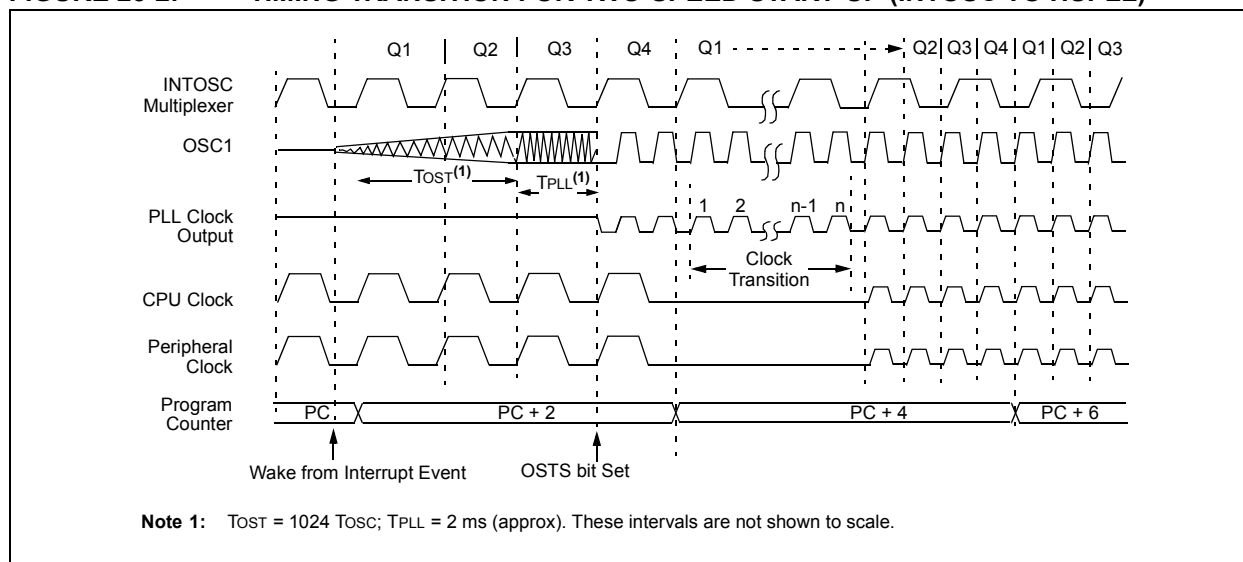 Q1 Q2 Q3 Q4 Q1 Q2 Q3 Q4 Q1 Q2 Q3
INTOSC
Multiplexer
OSC1
TOST(1)
TPLL(1)
1 2 n-1 n
PLL Clock
Output
Clock
Transition
CPU Clock
Peripheral
Clock
Program
Counter
PC PC + 2 PC + 4 PC + 6
Wake from Interrupt Event OSTS bit Set
Note 1: TOST = 1024 TOSC; TPLL = 2 ms (approx). These intervals are not shown to scale.